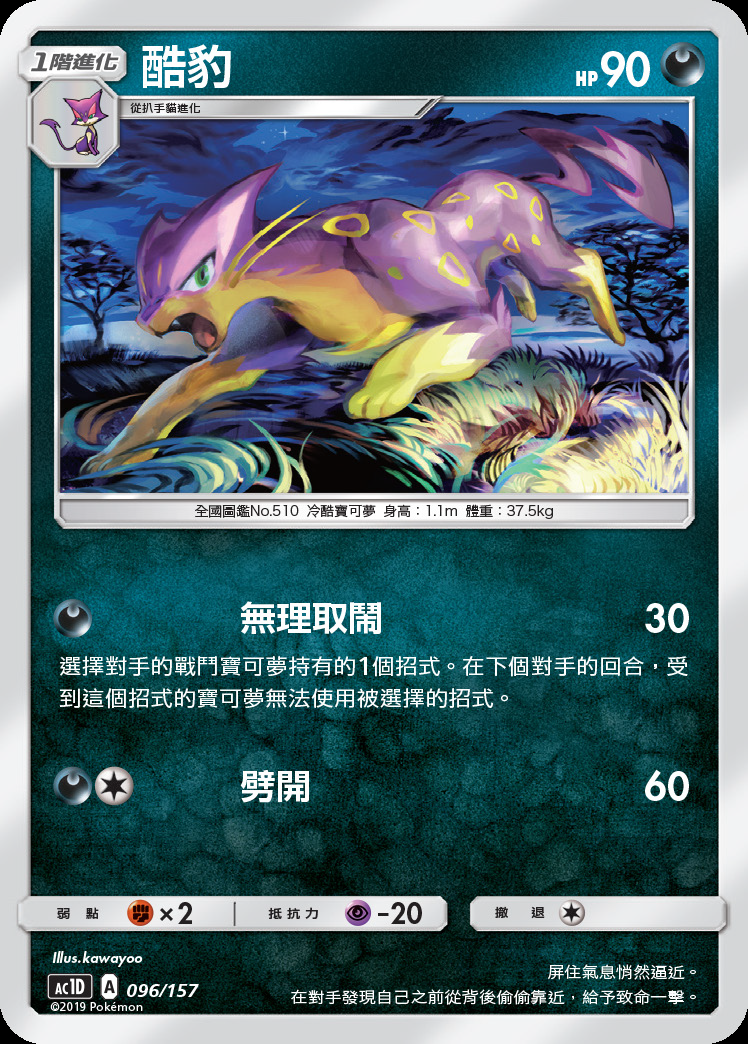 1階進化 酷豹 HP 90
從扒手貓進化
全國圖鑑No.510 冷酷寶可夢 身高：1.1m 體重：37.5kg
無理取鬧 30
選擇對手的戰鬥寶可夢持有的1個招式。在下個對手的回合，受
到這個招式的寶可夢無法使用被選擇的招式。
劈開 60
弱點 ×2 抵抗力 -20 撤退
Illus.kawayoo
屏住氣息悄然逼近。
AC1D A 096/157
在對手發現自己之前從背後偷偷靠近，給予致命一擊。
©2019 Pokémon